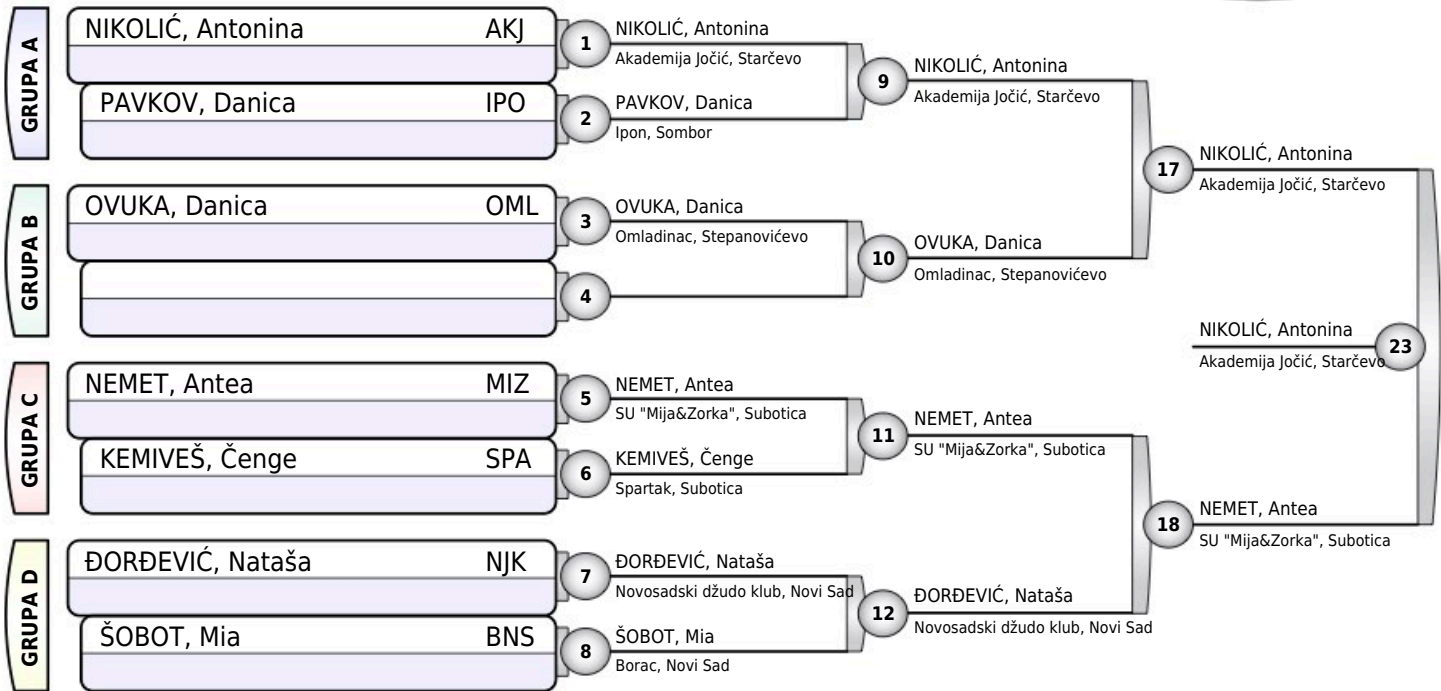 GRUPA A
NIKOLIĆ, Antonina AKJ
PAVKOV, Danica IPO
GRUPA B
OVUKA, Danica OML
GRUPA C
NEMET, Antea MIZ
KEMIVEŠ, Čenge SPA
GRUPA D
ĐORĐEVIĆ, Nataša NJK
ŠOBOT, Mia BNS
1
NIKOLIĆ, Antonina
Akademija Jočić, Starčevo
2
PAVKOV, Danica
Ipon, Sombor
3
OVUKA, Danica
Omladinac, Stepanovićevo
4
5
NEMET, Antea
SU "Mija&Zorka", Subotica
6
KEMIVEŠ, Čenge
Spartak, Subotica
7
ĐORĐEVIĆ, Nataša
Novosadski džudo klub, Novi Sad
8
ŠOBOT, Mia
Borac, Novi Sad
9
NIKOLIĆ, Antonina
Akademija Jočić, Starčevo
10
OVUKA, Danica
Omladinac, Stepanovićevo
11
NEMET, Antea
SU "Mija&Zorka", Subotica
12
ĐORĐEVIĆ, Nataša
Novosadski džudo klub, Novi Sad
17
NIKOLIĆ, Antonina
Akademija Jočić, Starčevo
18
NEMET, Antea
SU "Mija&Zorka", Subotica
NIKOLIĆ, Antonina
Akademija Jočić, Starčevo
23